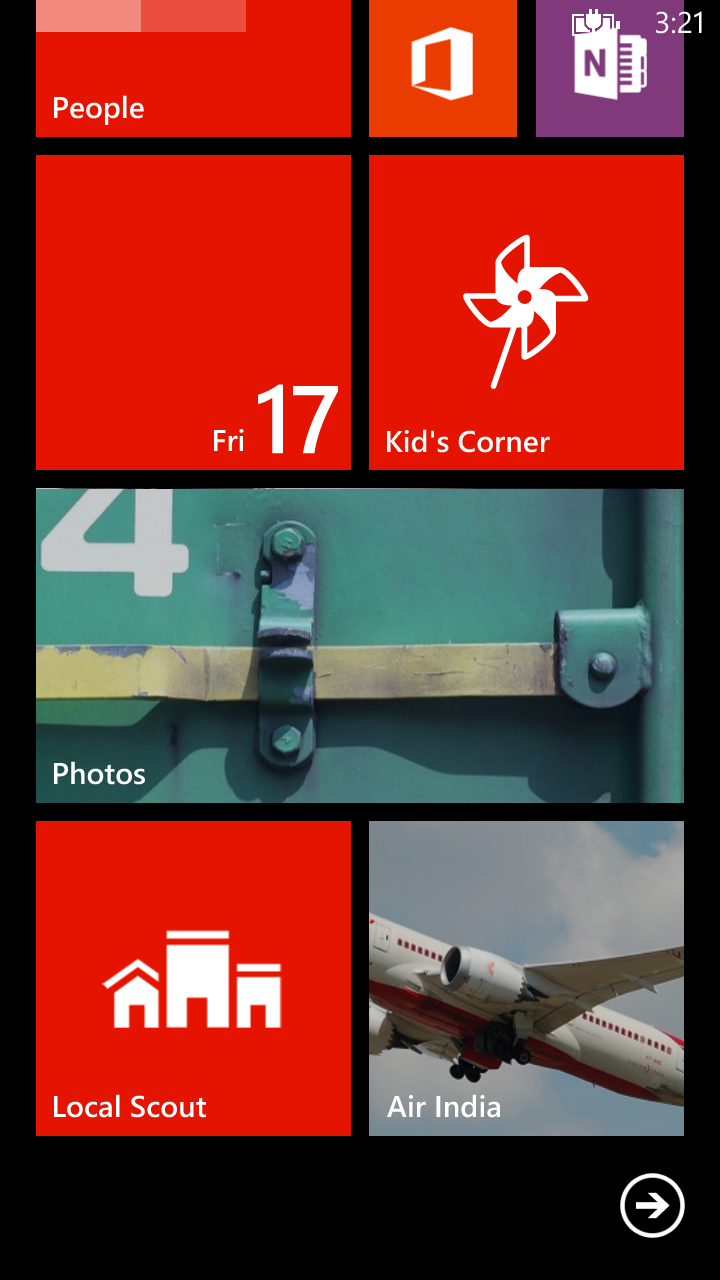 3:21
People
N
Fri 17
Kid's Corner
4
Photos
Local Scout
Air India